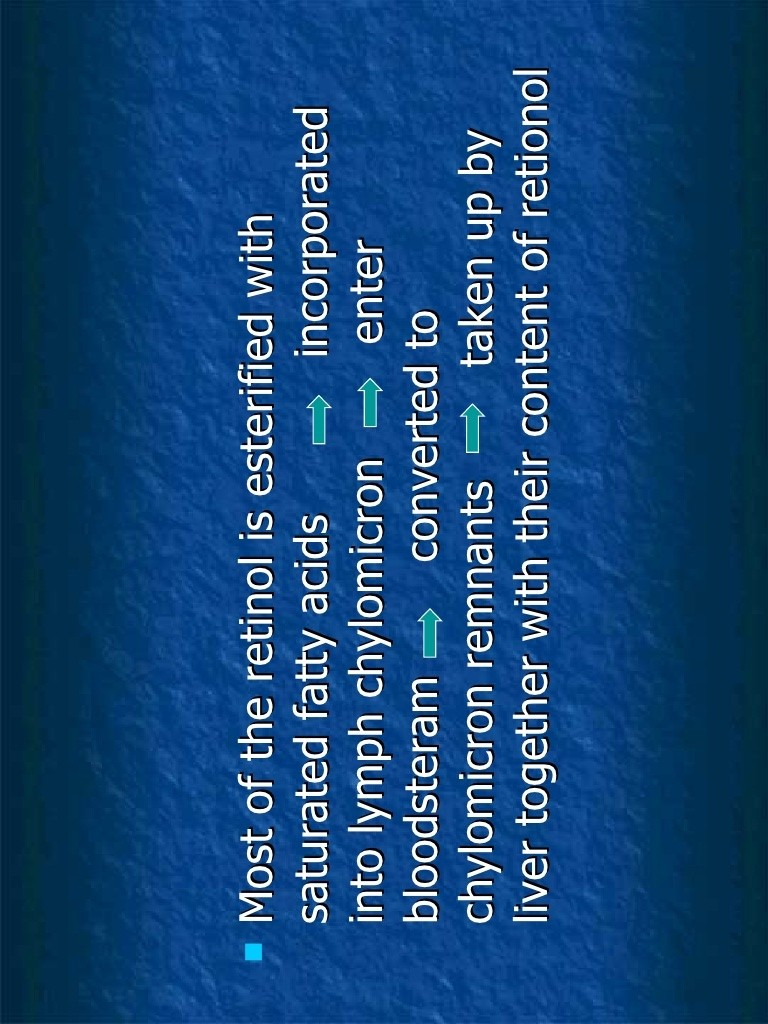 Most of the retinol is esterified with
saturated fatty acids → incorporated
into lymph chylomicron → enter
bloodsteram → converted to
chylomicron remnants → taken up by
liver together with their content of retionol